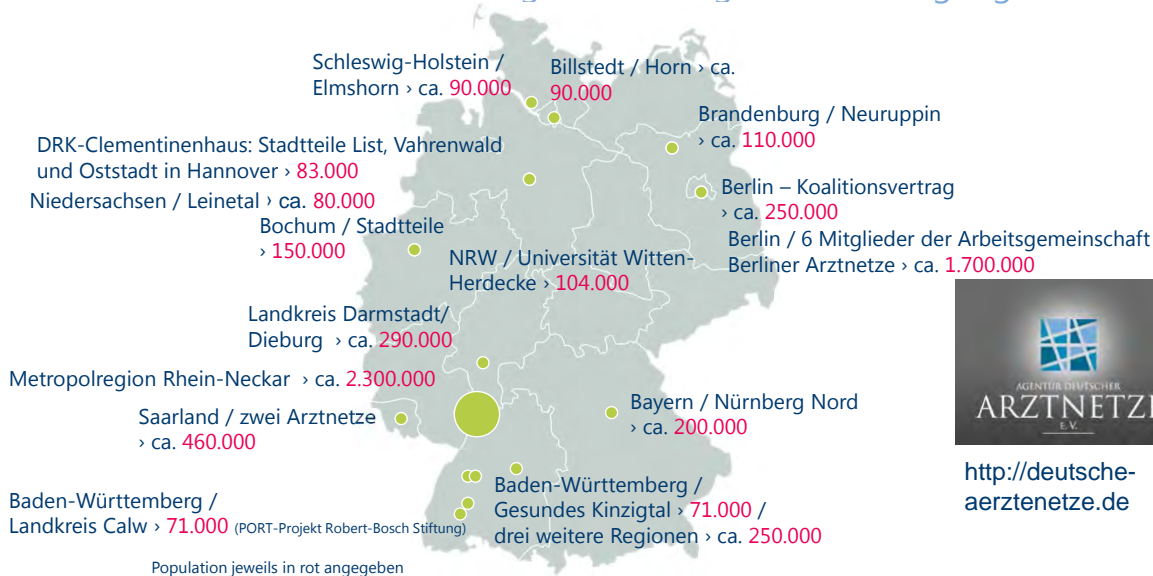 Schleswig-Holstein /
Elmshorn › ca. 90.000
Billstedt / Horn › ca.
90.000
Brandenburg / Neuruppin
› ca. 110.000
DRK-Clementinenhaus: Stadtteile List, Vahrenwald
und Oststadt in Hannover › 83.000
Niedersachsen / Leinetal › ca. 80.000
Berlin – Koalitionsvertrag
› ca. 250.000
Bochum / Stadtteile
› 150.000
Berlin / 6 Mitglieder der Arbeitsgemeinschaft
Berliner Arztnetze › ca. 1.700.000
NRW / Universität Witten-
Herdecke › 104.000
Landkreis Darmstadt/
Dieburg › ca. 290.000
Metropolregion Rhein-Neckar › ca. 2.300.000
AGENTUR DEUTSCHER
ARZTNETZE
E.V.
Saarland / zwei Arztnetze
› ca. 460.000
Bayern / Nürnberg Nord
› ca. 200.000
http://deutsche-
aerztenetze.de
Baden-Württemberg /
Landkreis Calw › 71.000 (PORT-Projekt Robert-Bosch Stiftung)
Baden-Württemberg /
Gesundes Kinzigtal › 71.000 /
drei weitere Regionen › ca. 250.000
Population jeweils in rot angegeben